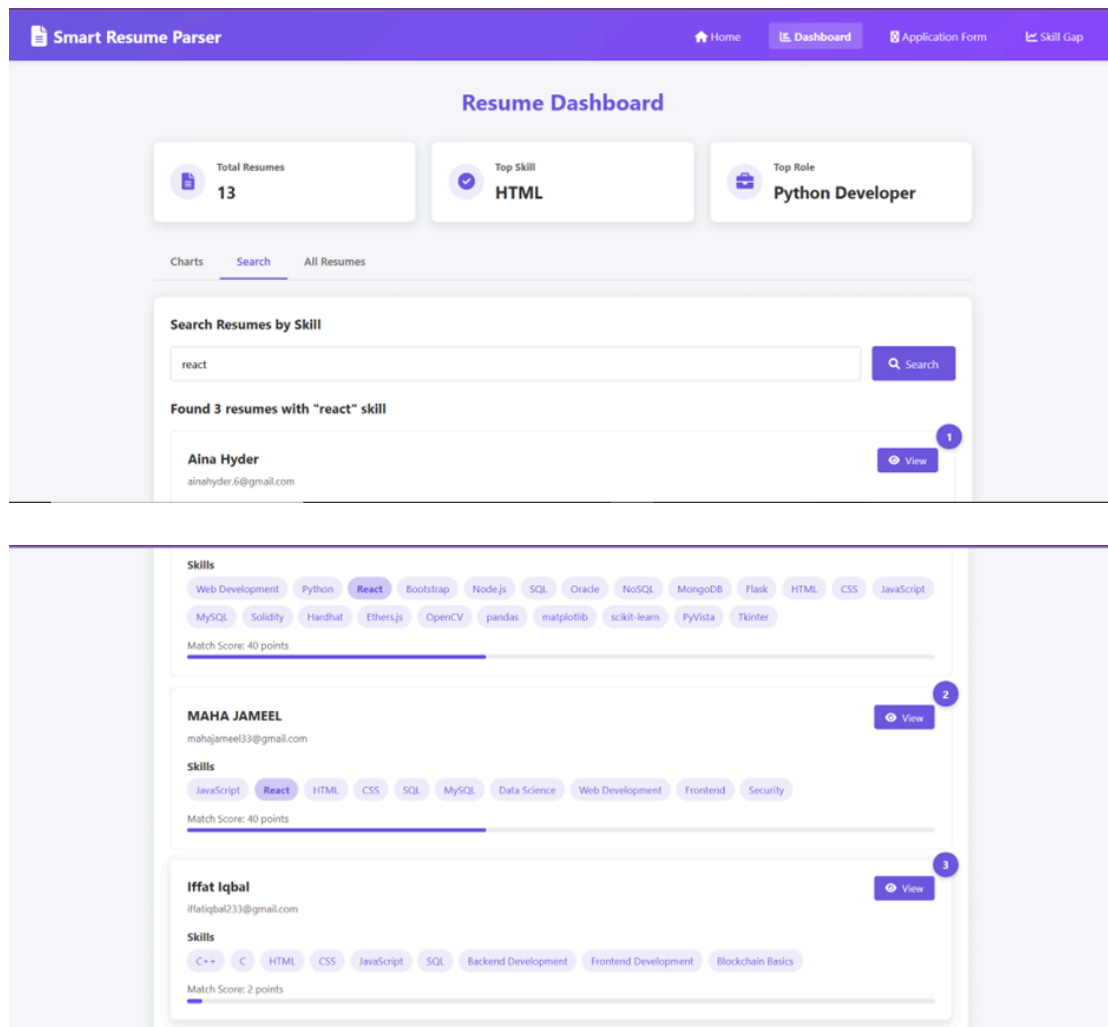 Smart Resume Parser
Home Dashboard Application Form Skill Gap
Resume Dashboard
Total Resumes
13
Top Skill
HTML
Top Role
Python Developer
Charts Search All Resumes
Search Resumes by Skill
react
Search
Found 3 resumes with "react" skill
1
Aina Hyder
View
ainahyder.6@gmail.com
Skills
Web Development Python React Bootstrap Node.js SQL Oracle NoSQL MongoDB Flask HTML CSS JavaScript
MySQL Solidity Hardhat Ethers.js OpenCV pandas matplotlib scikit-learn PyVista Tkinter
Match Score: 40 points
2
MAHA JAMEEL
View
mahajameel33@gmail.com
Skills
JavaScript React HTML CSS SQL MySQL Data Science Web Development Frontend Security
Match Score: 40 points
3
Iffat Iqbal
View
iffatiqbal233@gmail.com
Skills
C++ C HTML CSS JavaScript SQL Backend Development Frontend Development Blockchain Basics
Match Score: 2 points